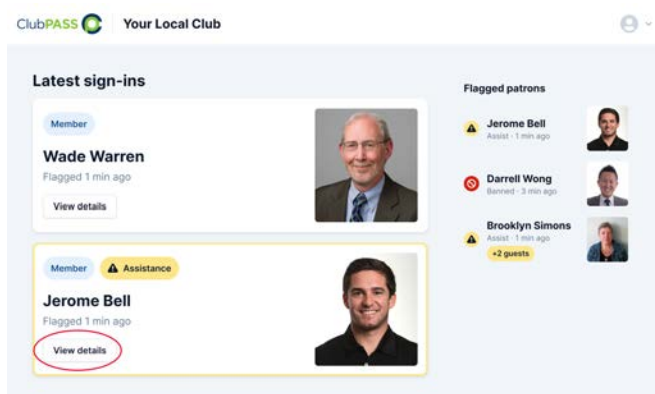 ClubPASS Your Local Club
Latest sign-ins
Member
Wade Warren
Flagged 1 min ago
View details
Member Assistance
Jerome Bell
Flagged 1 min ago
View details
Flagged patrons
Jerome Bell
Assist · 1 min ago
Darrell Wong
Banned · 3 min ago
Brooklyn Simons
Assist · 1 min ago
+2 guests